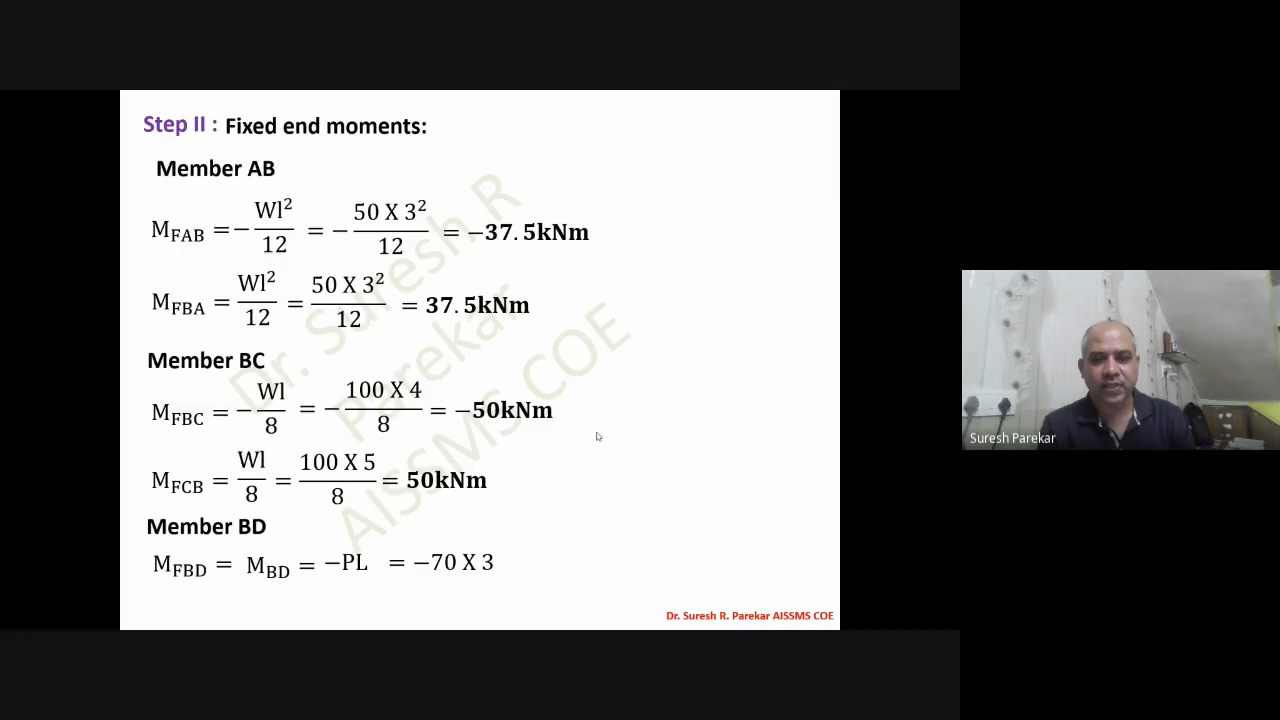 Step II : Fixed end moments:
Member AB
M_FAB = − Wl²/12 = − 50 X 3²/12 = −37.5kNm
M_FBA = Wl²/12 = 50 X 3²/12 = 37.5kNm
Member BC
M_FBC = − Wl/8 = − 100 X 4/8 = −50kNm
M_FCB = Wl/8 = 100 X 5/8 = 50kNm
Member BD
M_FBD = M_BD = −PL = −70 X 3
Dr. Suresh R
Parekar
AISSMS COE
Dr. Suresh R. Parekar AISSMS COE
Suresh Parekar